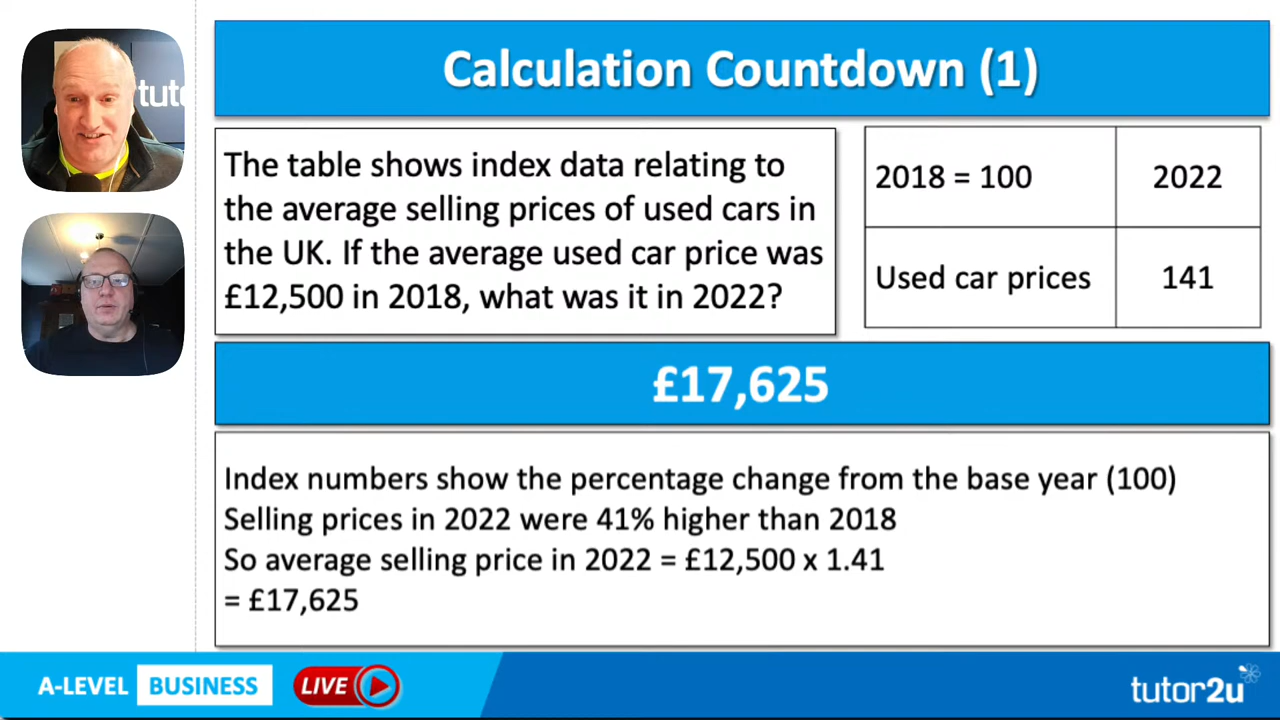 Calculation Countdown (1)
tut
The table shows index data relating to
the average selling prices of used cars in
the UK. If the average used car price was
£12,500 in 2018, what was it in 2022?
2018 = 100
2022
Used car prices
141
£17,625
Index numbers show the percentage change from the base year (100)
Selling prices in 2022 were 41% higher than 2018
So average selling price in 2022 = £12,500 x 1.41
= £17,625
A-LEVEL BUSINESS LIVE
tutor2u